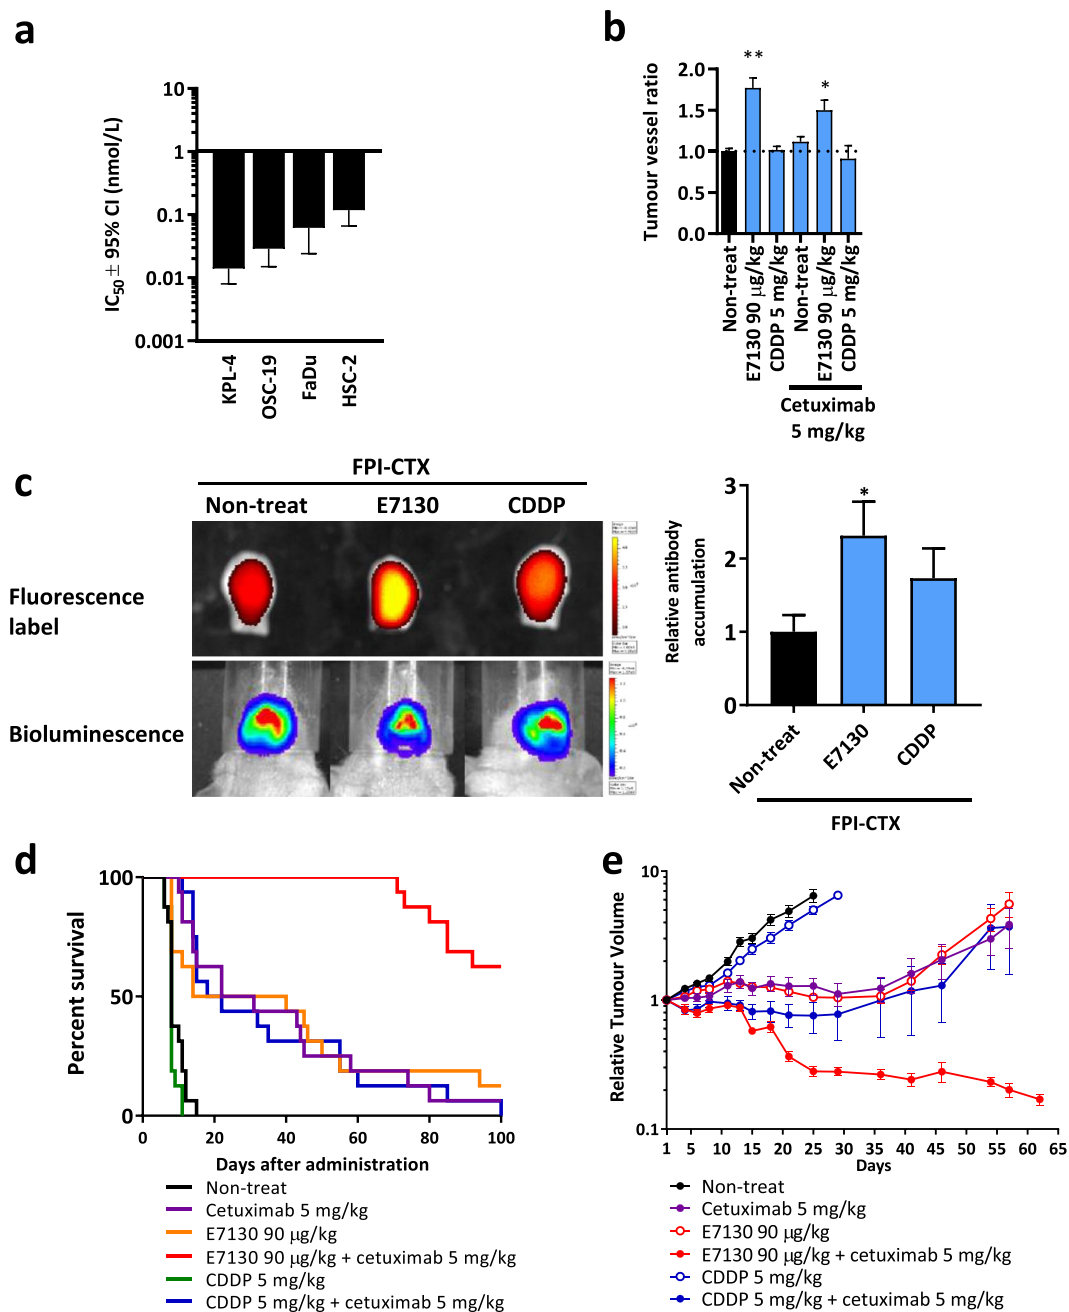 a
10
1
0.1
0.01
0.001
IC50 ± 95% CI (nmol/L)
KPL-4
OSC-19
FaDu
HSC-2
b
**
*
2.0
1.5
1.0
0.5
0.0
Tumour vessel ratio
Non-treat
E7130 90 μg/kg
CDDP 5 mg/kg
Non-treat
E7130 90 μg/kg
CDDP 5 mg/kg
Cetuximab
5 mg/kg
c
FPI-CTX
Non-treat
E7130
CDDP
Fluorescence
label
Bioluminescence
3
2
1
0
*
Relative antibody
accumulation
Non-treat
E7130
CDDP
FPI-CTX
d
100
50
0
Percent survival
0 20 40 60 80 100
Days after administration
Non-treat
Cetuximab 5 mg/kg
E7130 90 μg/kg
E7130 90 μg/kg + cetuximab 5 mg/kg
CDDP 5 mg/kg
CDDP 5 mg/kg + cetuximab 5 mg/kg
e
10
1
0.1
Relative Tumour Volume
1 5 10 15 21 25 29 35 41 46 50 55 60 65
Days
Non-treat
Cetuximab 5 mg/kg
E7130 90 μg/kg
E7130 90 μg/kg + cetuximab 5 mg/kg
CDDP 5 mg/kg
CDDP 5 mg/kg + cetuximab 5 mg/kg